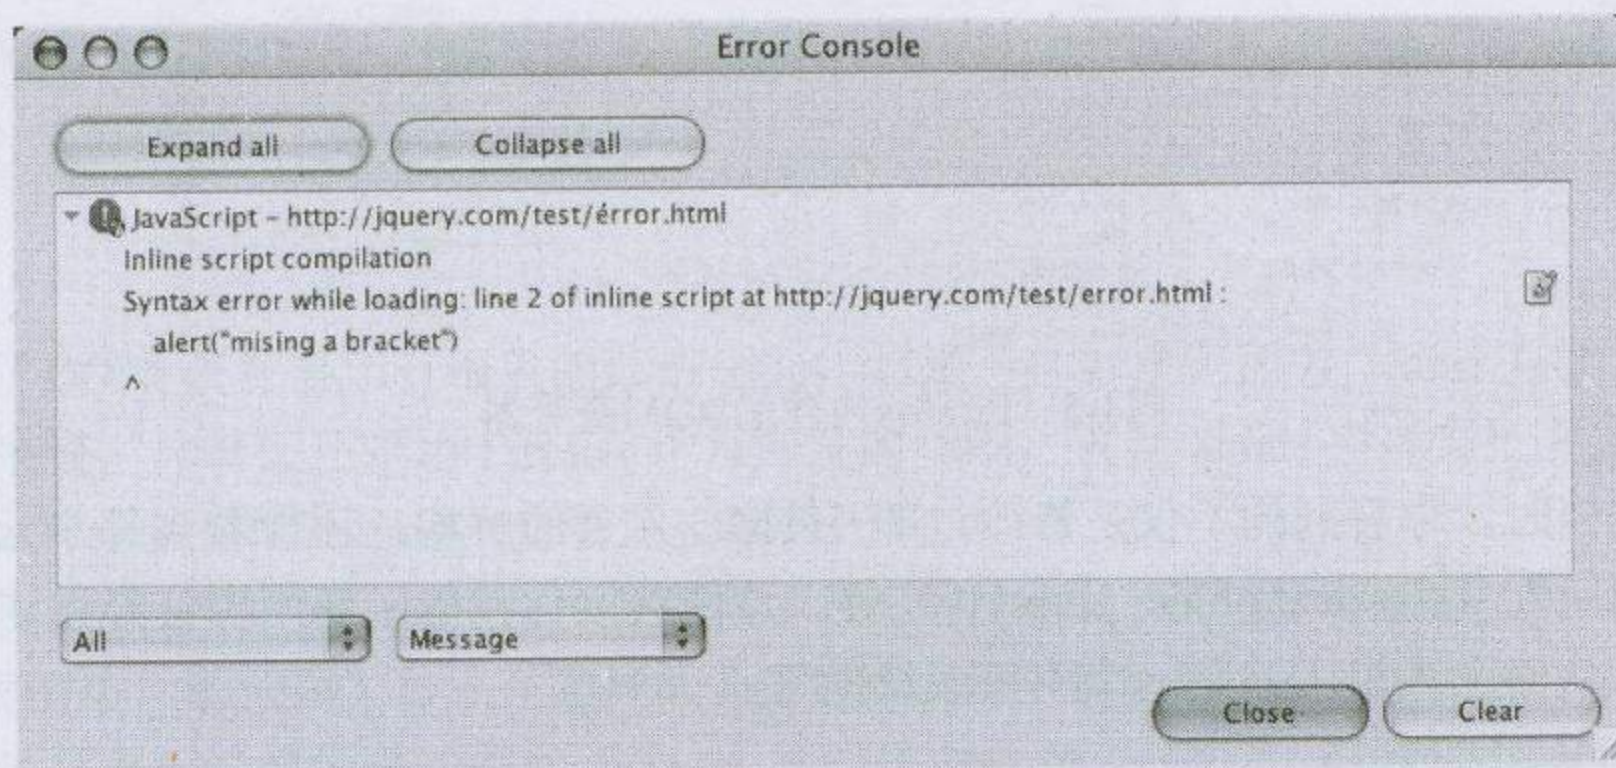 Error Console
Expand all
Collapse all
JavaScript – http://jquery.com/test/error.html
Inline script compilation
Syntax error while loading: line 2 of inline script at http://jquery.com/test/error.html :
alert("mising a bracket")
^
All
Message
Close
Clear